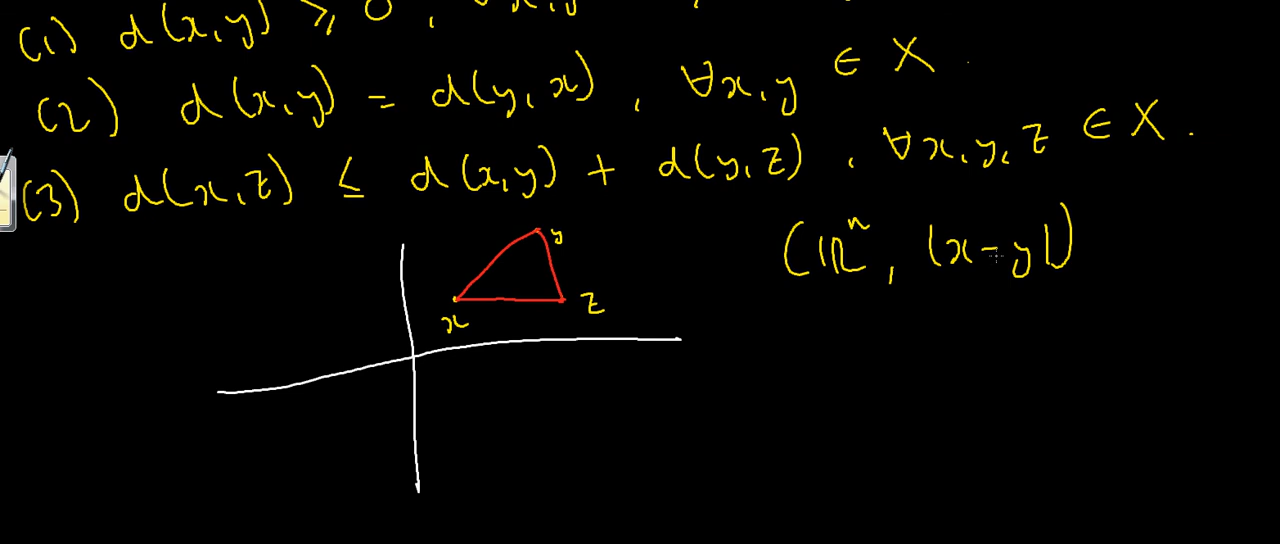 (1) d(x,y) ≥ 0, ∀x,y
(2) d(x,y) = d(y,x), ∀x,y ∈ X.
(3) d(x,z) ≤ d(x,y) + d(y,z), ∀x,y,z ∈ X.
(ℝⁿ, |x-y|)
y
x
z